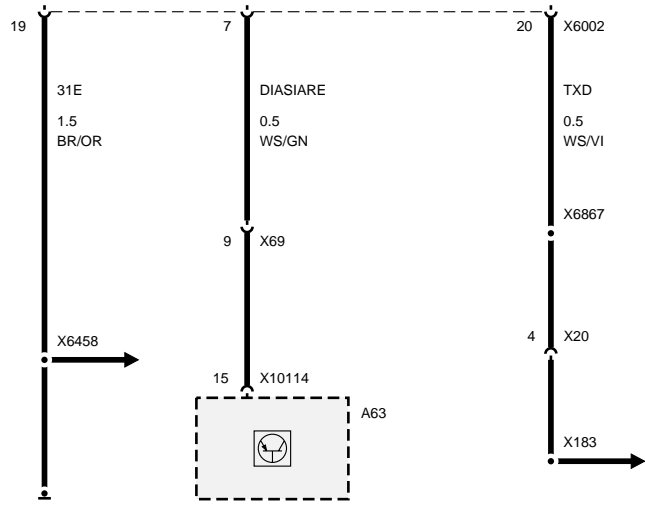 19 7 20 X6002
31E DIASIARE TXD
1.5 0.5 0.5
BR/OR WS/GN WS/VI
X6867
9 X69
4 X20
X6458
15 X10114
A63
X183